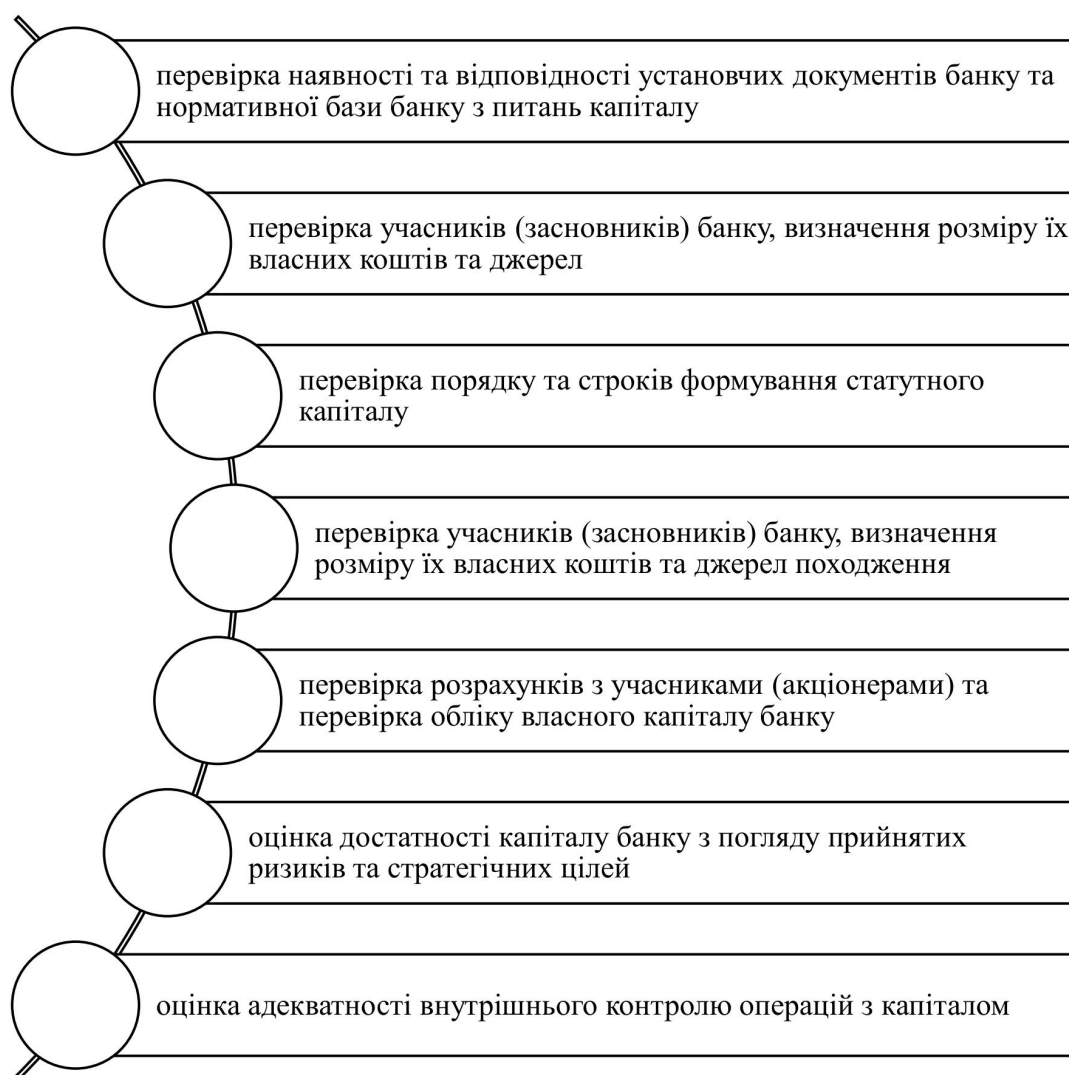 перевірка наявності та відповідності установчих документів банку та
нормативної бази банку з питань капіталу
перевірка учасників (засновників) банку, визначення розміру їх
власних коштів та джерел
перевірка порядку та строків формування статутного
капіталу
перевірка учасників (засновників) банку, визначення
розміру їх власних коштів та джерел походження
перевірка розрахунків з учасниками (акціонерами) та
перевірка обліку власного капіталу банку
оцінка достатності капіталу банку з погляду прийнятих
ризиків та стратегічних цілей
оцінка адекватності внутрішнього контролю операцій з капіталом